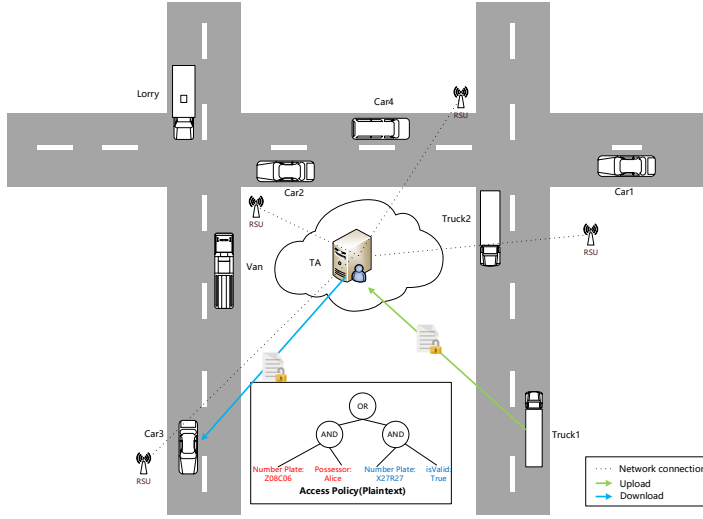 Lorry
Car4
RSU
Car2
Car1
RSU
Truck2
RSU
Van
TA
Car3
RSU
Truck1
OR
AND
AND
Number Plate:
Z08C06
Possessor:
Alice
Number Plate:
X27R27
isValid:
True
Access Policy(Plaintext)
Network connection
Upload
Download